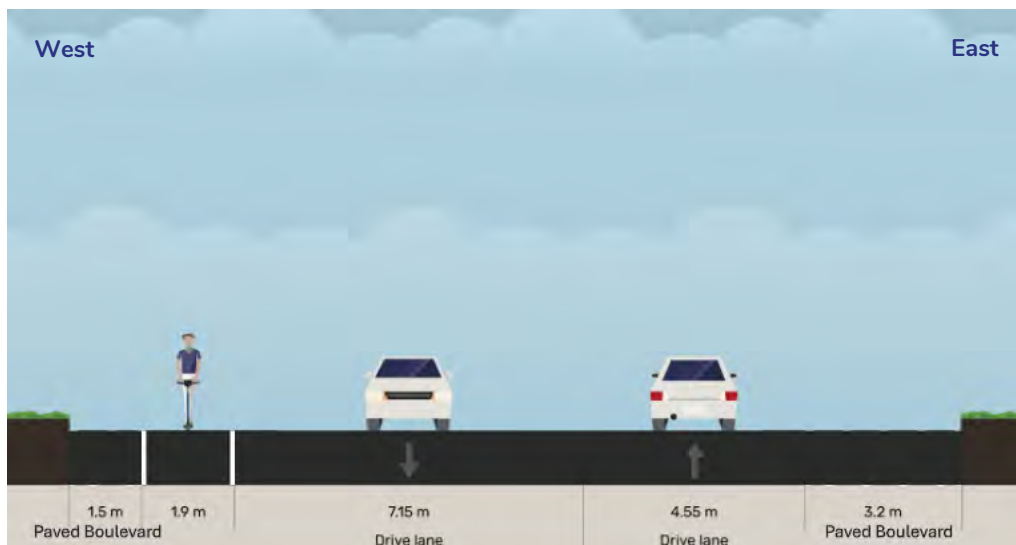 West
East
1.5 m
1.9 m
7.15 m
4.55 m
3.2 m
Paved Boulevard
Drive lane
Drive lane
Paved Boulevard